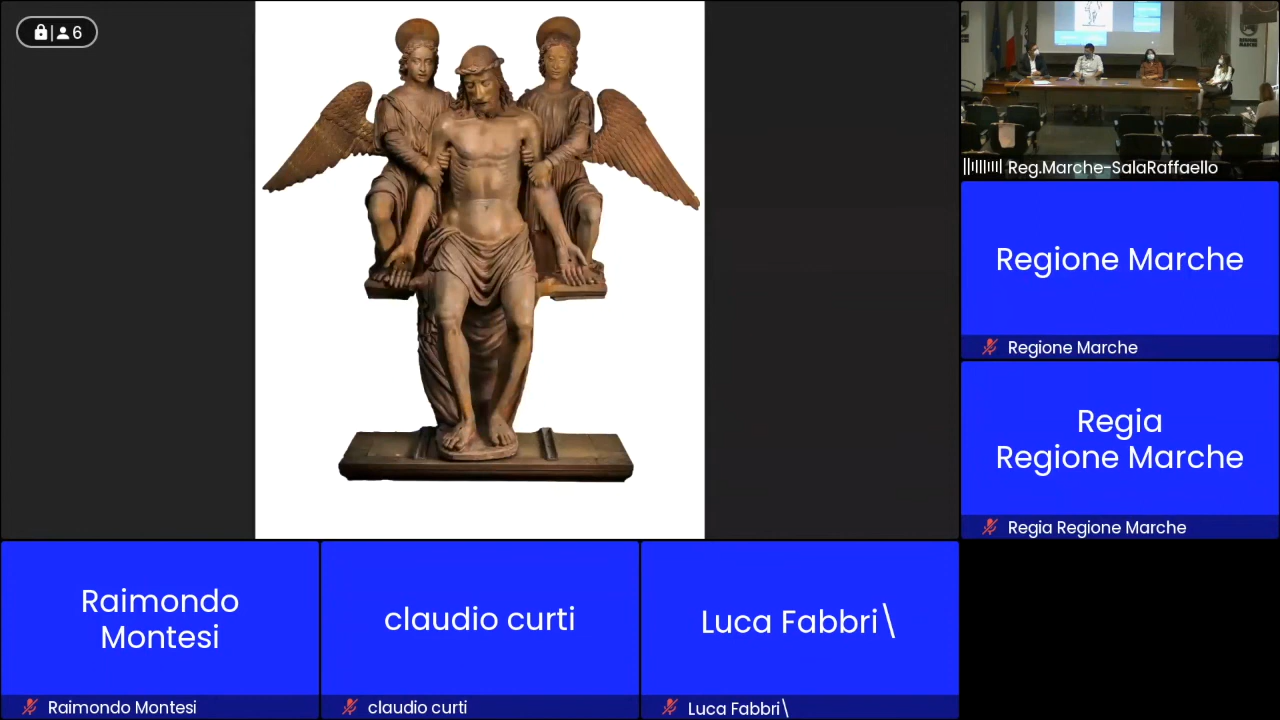 6
Reg.Marche-SalaRaffaello
Regione Marche
Regione Marche
Regia
Regione Marche
Regia Regione Marche
Raimondo
Montesi
Raimondo Montesi
claudio curti
claudio curti
Luca Fabbri\
Luca Fabbri\